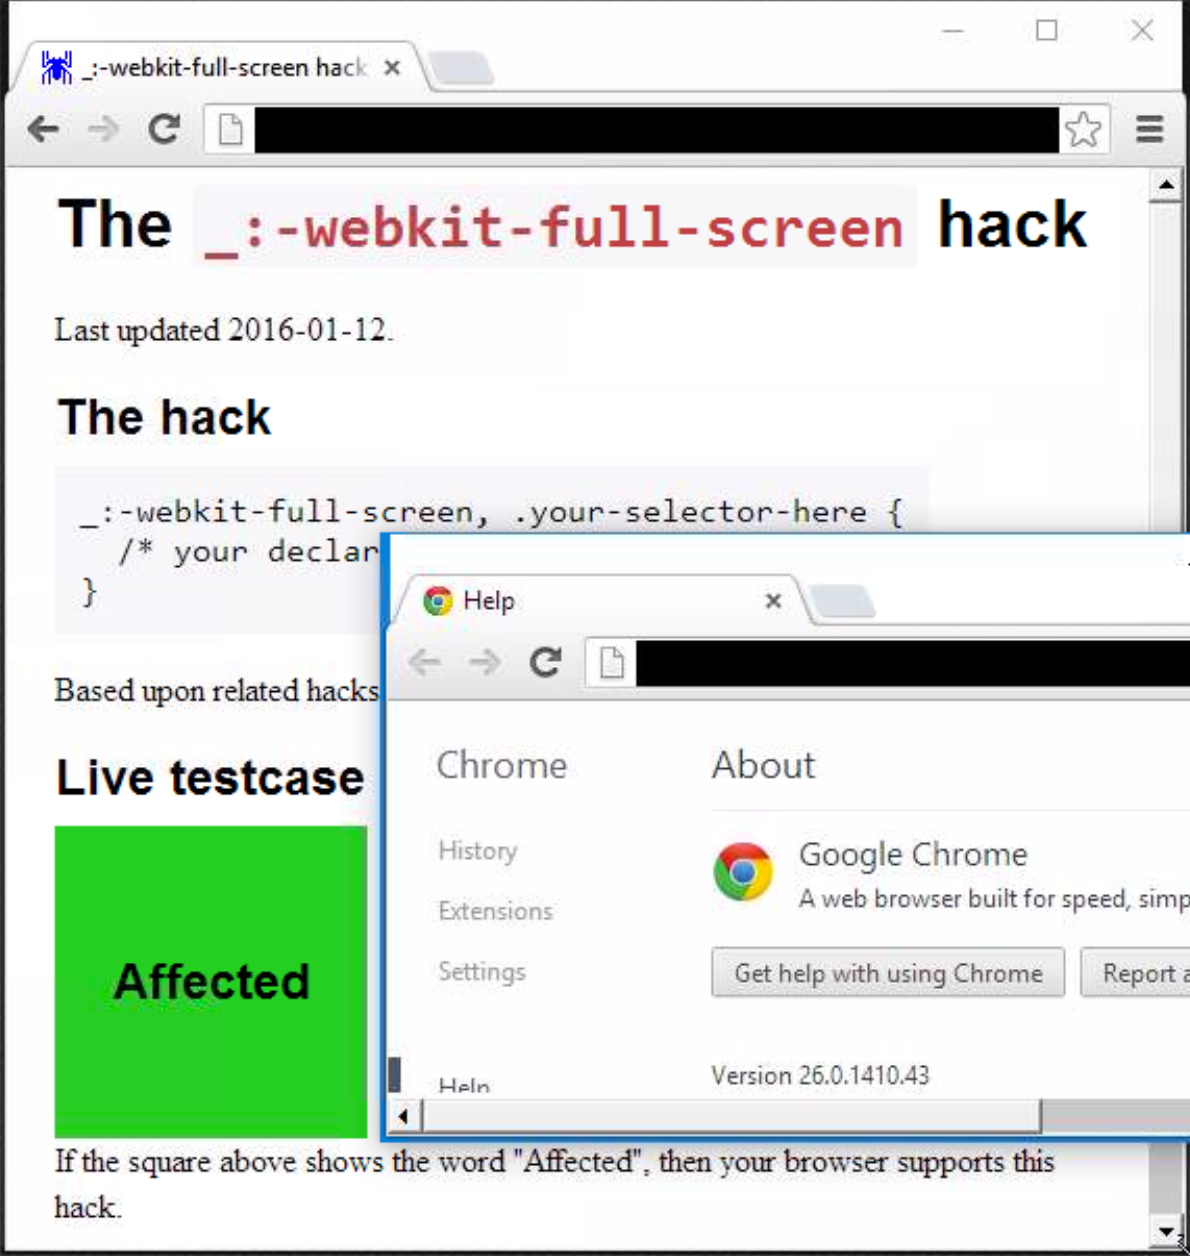 _:-webkit-full-screen hack
The _:-webkit-full-screen hack
Last updated 2016-01-12.
The hack
_:-webkit-full-screen, .your-selector-here {
/* your declar
}
Based upon related hacks
Live testcase
Affected
If the square above shows the word "Affected", then your browser supports this
hack.
Help
Chrome
History
Extensions
Settings
Help
About
Google Chrome
A web browser built for speed, simp
Get help with using Chrome
Report a
Version 26.0.1410.43